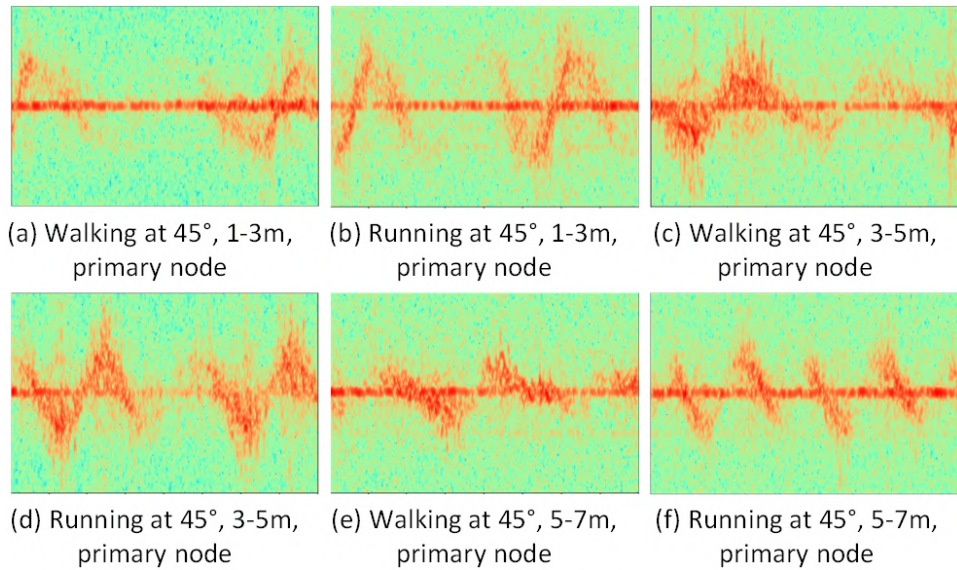 (a) Walking at 45°, 1-3m,
primary node
(b) Running at 45°, 1-3m,
primary node
(c) Walking at 45°, 3-5m,
primary node
(d) Running at 45°, 3-5m,
primary node
(e) Walking at 45°, 5-7m,
primary node
(f) Running at 45°, 5-7m,
primary node